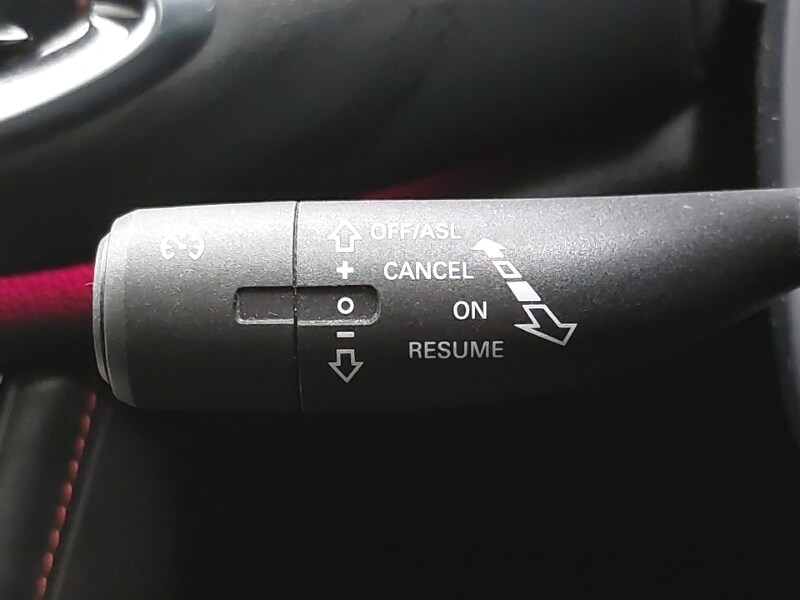 OFF/ASL
+ CANCEL
O ON
− RESUME